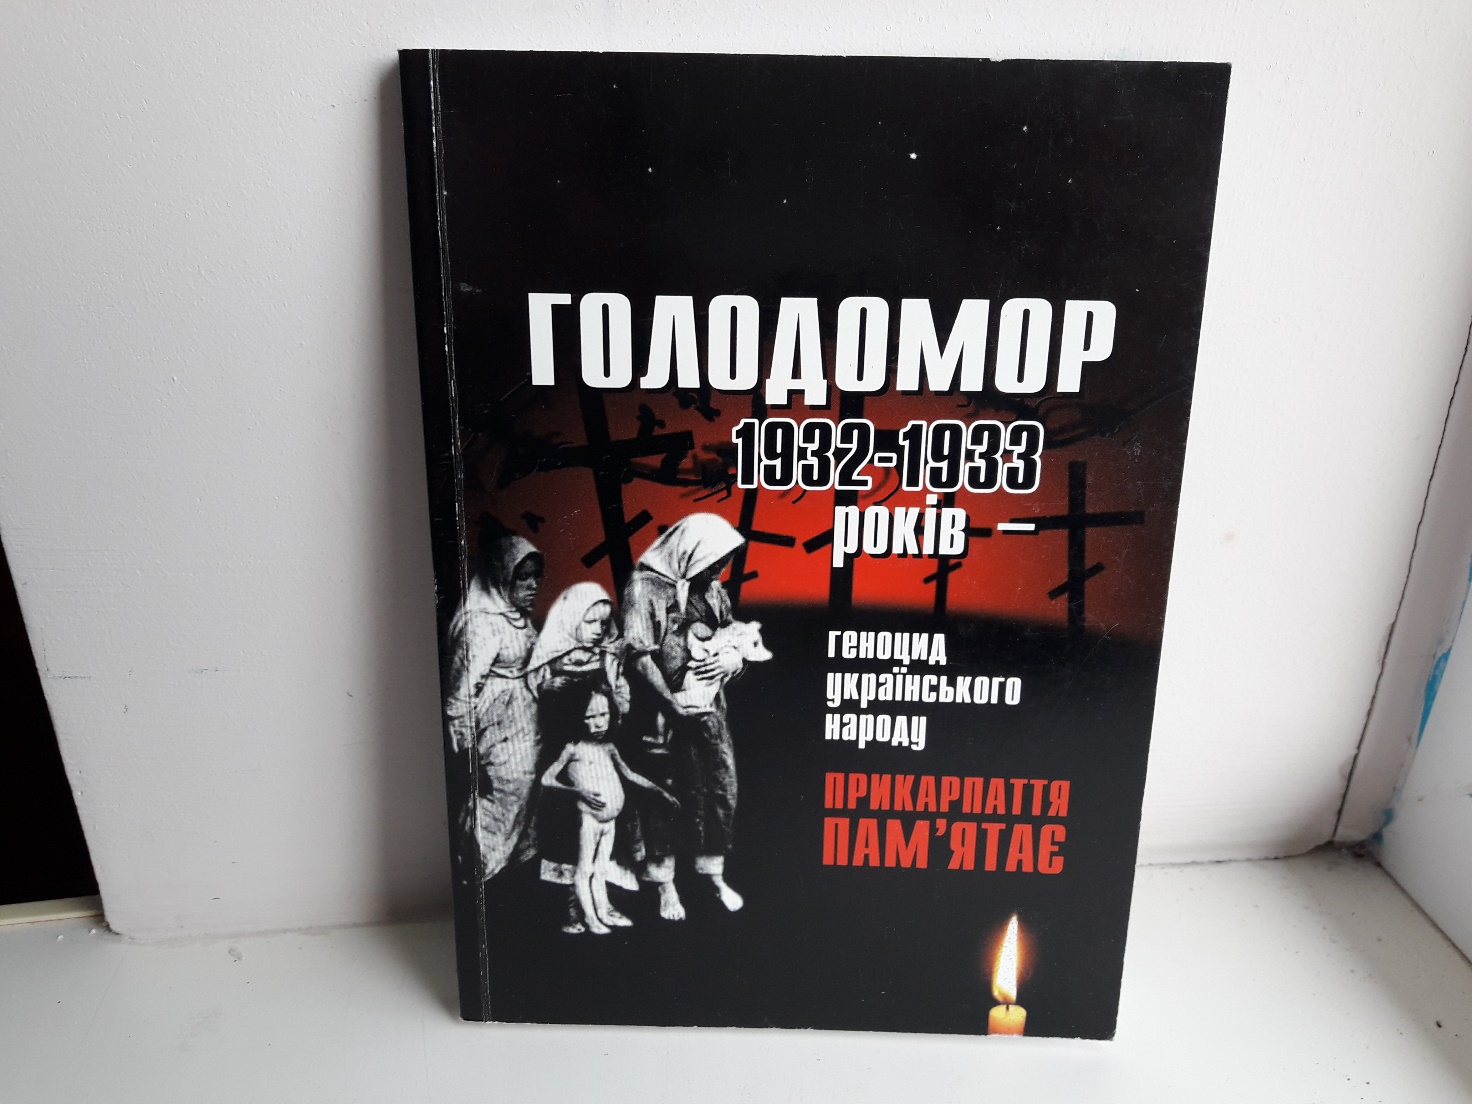 ГОЛОДОМОР
1932-1933
років –
геноцид
українського
народу
ПРИКАРПАТТЯ
ПАМ’ЯТАЄ